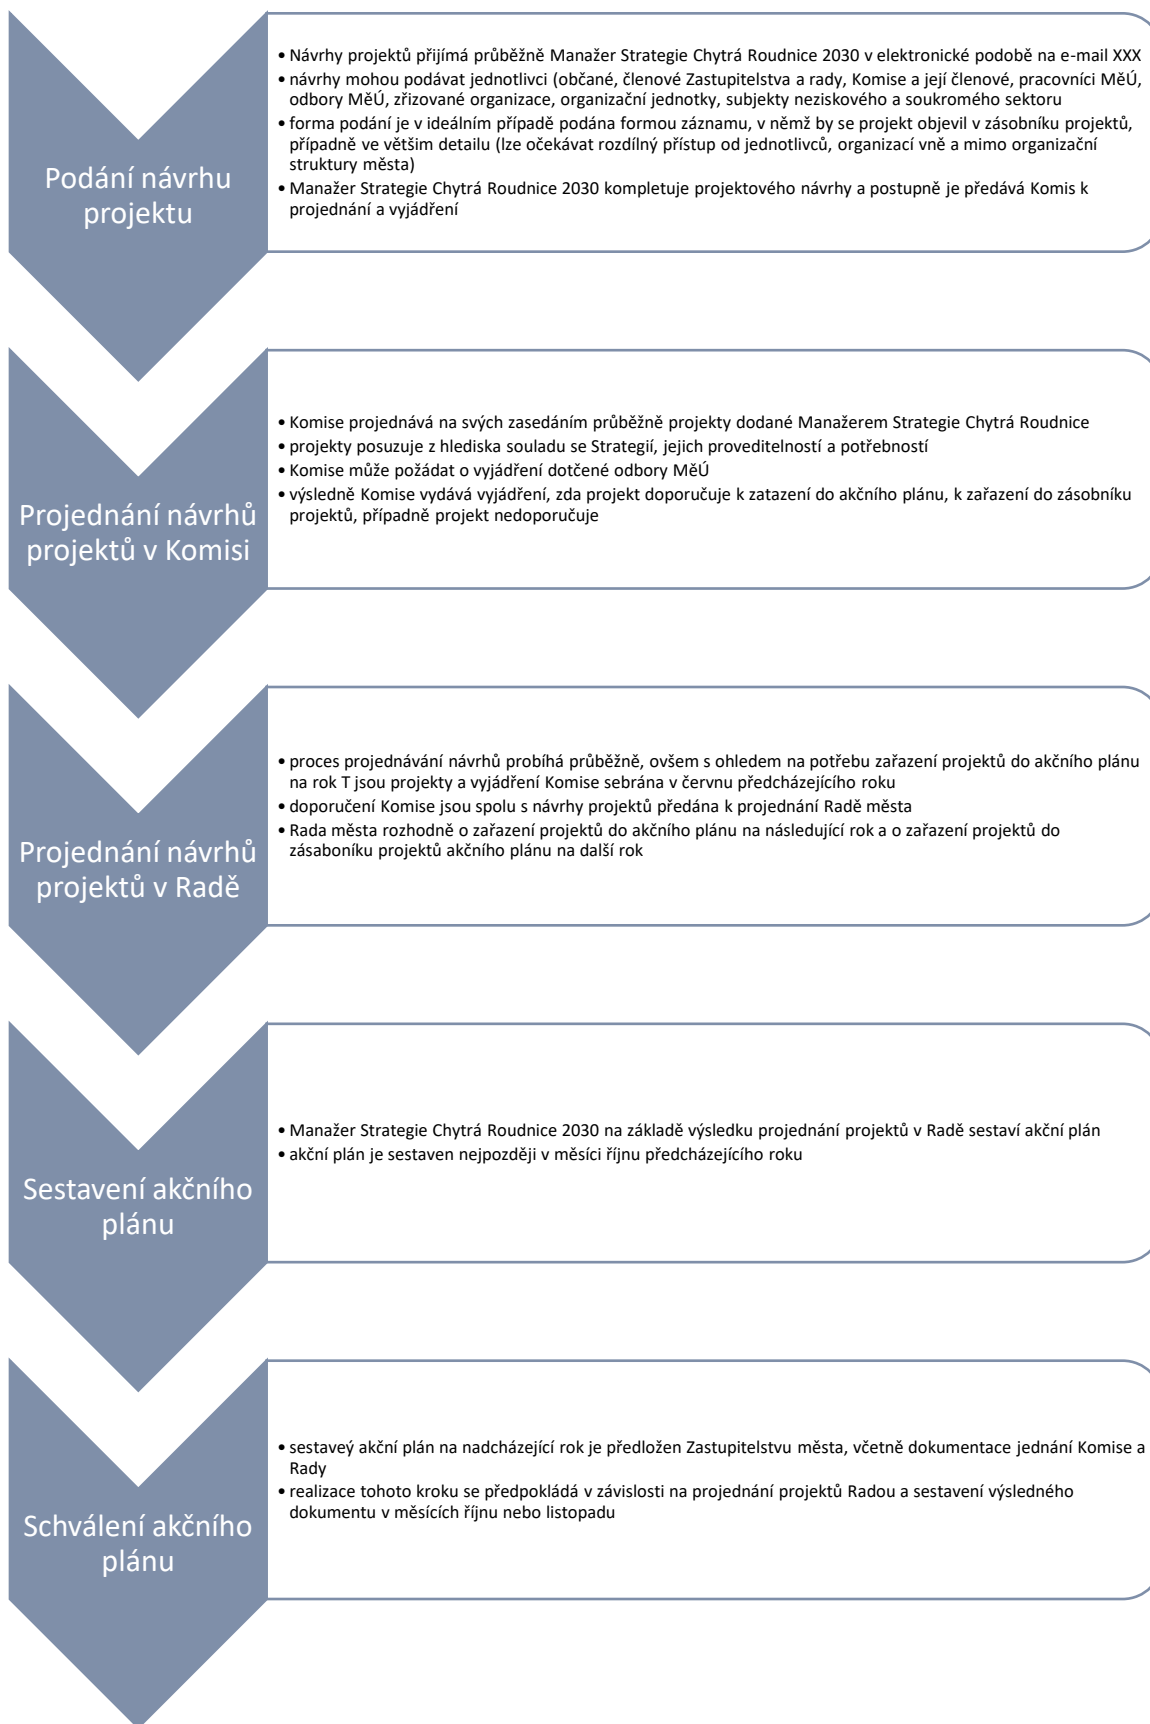 Podání návrhu
projektu
• Návrhy projektů přijímá průběžně Manažer Strategie Chytrá Roudnice 2030 v elektronické podobě na e-mail XXX
• návrhy mohou podávat jednotlivci (občané, členové Zastupitelstva a rady, Komise a její členové, pracovníci MěÚ,
odbory MěÚ, zřizované organizace, organizační jednotky, subjekty neziskového a soukromého sektoru
• forma podání je v ideálním případě podána formou záznamu, v němž by se projekt objevil v zásobníku projektů,
případně ve většim detailu (lze očekávat rozdílný přístup od jednotlivců, organizací vně a mimo organizační
struktury města)
• Manažer Strategie Chytrá Roudnice 2030 kompletuje projektového návrhy a postupně je předává Komis k
projednání a vyjádření
Projednání návrhů
projektů v Komisi
• Komise projednává na svých zasedáním průběžně projekty dodané Manažerem Strategie Chytrá Roudnice
• projekty posuzuje z hlediska souladu se Strategií, jejich proveditelností a potřebností
• Komise může požádat o vyjádření dotčené odbory MěÚ
• výsledně Komise vydává vyjádření, zda projekt doporučuje k zatazení do akčního plánu, k zařazení do zásobníku
projektů, případně projekt nedoporučuje
Projednání návrhů
projektů v Radě
• proces projednávání návrhů probíhá průběžně, ovšem s ohledem na potřebu zařazení projektů do akčního plánu
na rok T jsou projekty a vyjádření Komise sebrána v červnu předcházejícího roku
• doporučení Komise jsou spolu s návrhy projektů předána k projednání Radě města
• Rada města rozhodně o zařazení projektů do akčního plánu na následující rok a o zařazení projektů do
zásaboníku projektů akčního plánu na další rok
Sestavení akčního
plánu
• Manažer Strategie Chytrá Roudnice 2030 na základě výsledku projednání projektů v Radě sestaví akční plán
• akční plán je sestaven nejpozději v měsíci říjnu předcházejícího roku
Schválení akčního
plánu
• sestaveý akční plán na nadcházející rok je předložen Zastupitelstvu města, včetně dokumentace jednání Komise a
Rady
• realizace tohoto kroku se předpokládá v závislosti na projednání projektů Radou a sestavení výsledného
dokumentu v měsících říjnu nebo listopadu